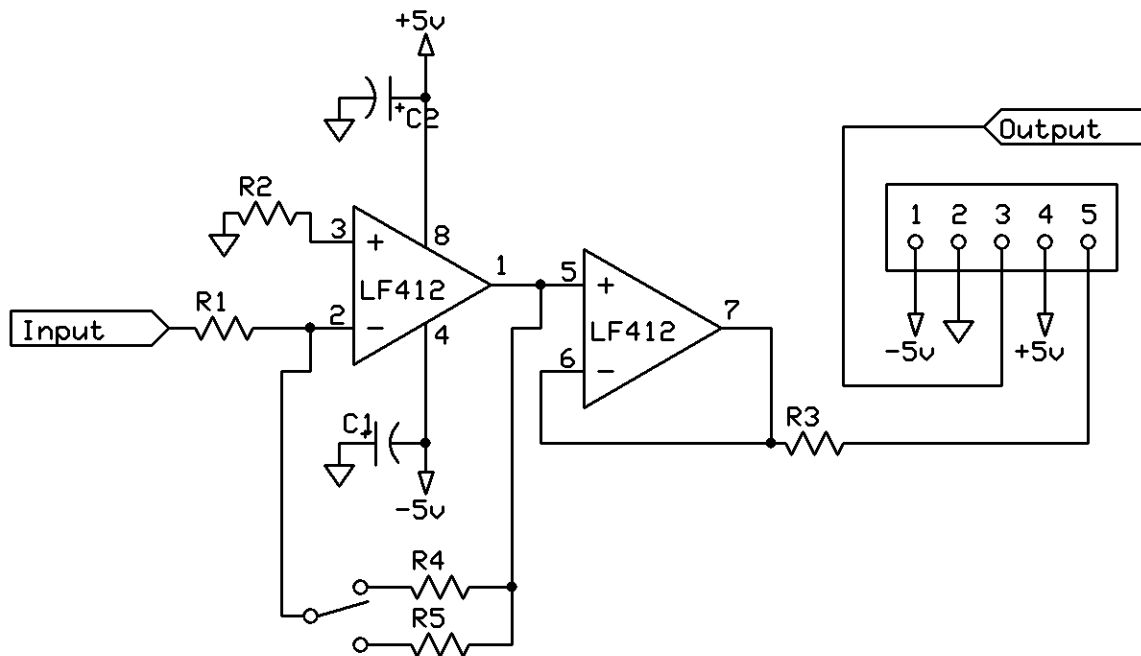 +5v
C2
+
Output
R2
1 2 3 4 5
3
+
8
LF412
1
5
+
R1
Input
2
−
4
LF412
7
6
−
-5v
+5v
C1
+
R3
-5v
R4
R5